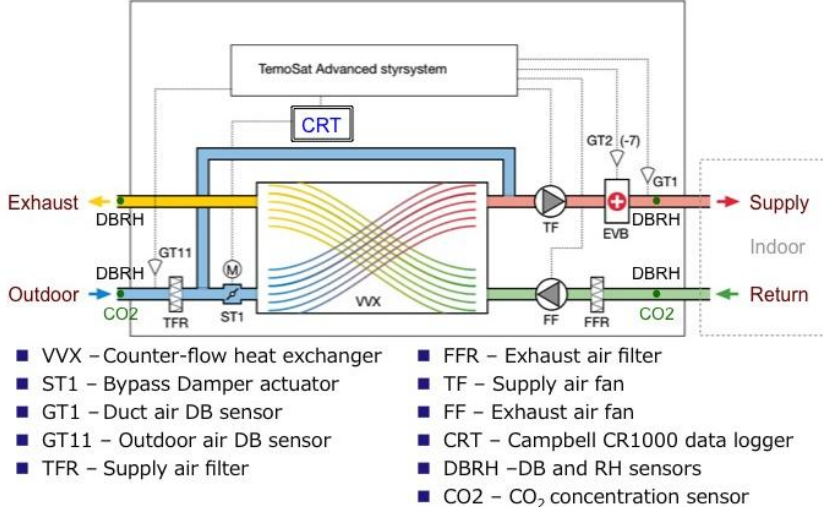 TemoSat Advanced styrsystem
CRT
GT2 (-7)
GT1
Exhaust
DBRH
TF
EVB
DBRH
Supply
Indoor
DBRH
GT11
M
DBRH
Outdoor
CO2
TFR
ST1
VVX
FF
FFR
CO2
Return
VVX – Counter-flow heat exchanger
ST1 – Bypass Damper actuator
GT1 – Duct air DB sensor
GT11 – Outdoor air DB sensor
TFR – Supply air filter
FFR – Exhaust air filter
TF – Supply air fan
FF – Exhaust air fan
CRT – Campbell CR1000 data logger
DBRH –DB and RH sensors
CO2 – CO₂ concentration sensor